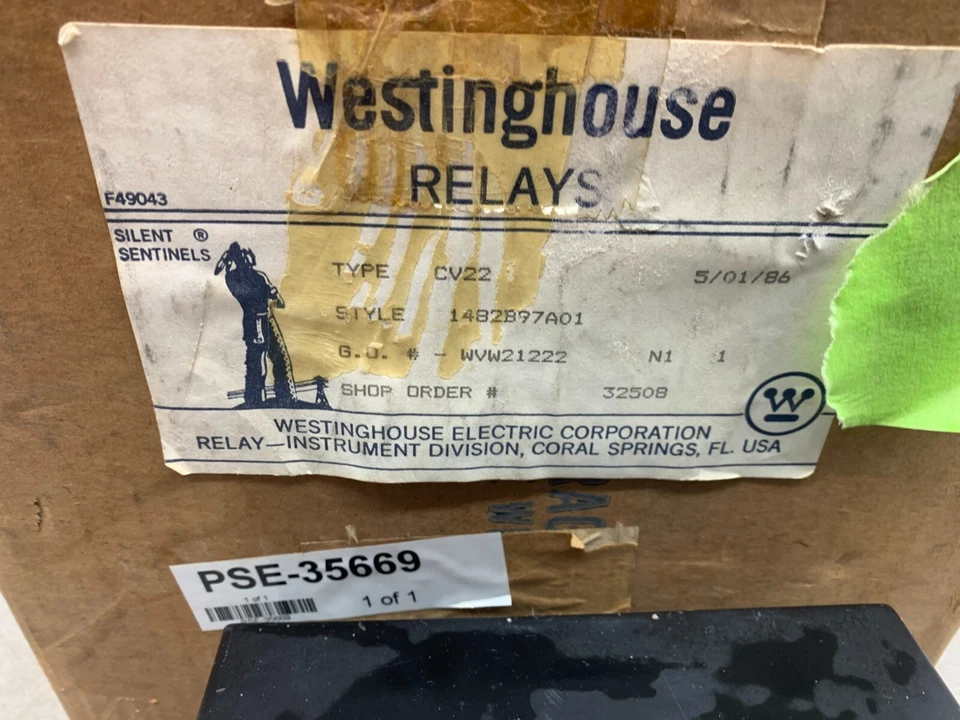 Westinghouse
RELAYS
F49043
SILENT ®
SENTINELS
TYPE CV22 5/01/86
STYLE 1482B97A01
G.O. # - WVW21222 N1 1
SHOP ORDER # 32508
W
WESTINGHOUSE ELECTRIC CORPORATION
RELAY—INSTRUMENT DIVISION, CORAL SPRINGS, FL. USA
PSE-35669
1 of 1
1 of 1